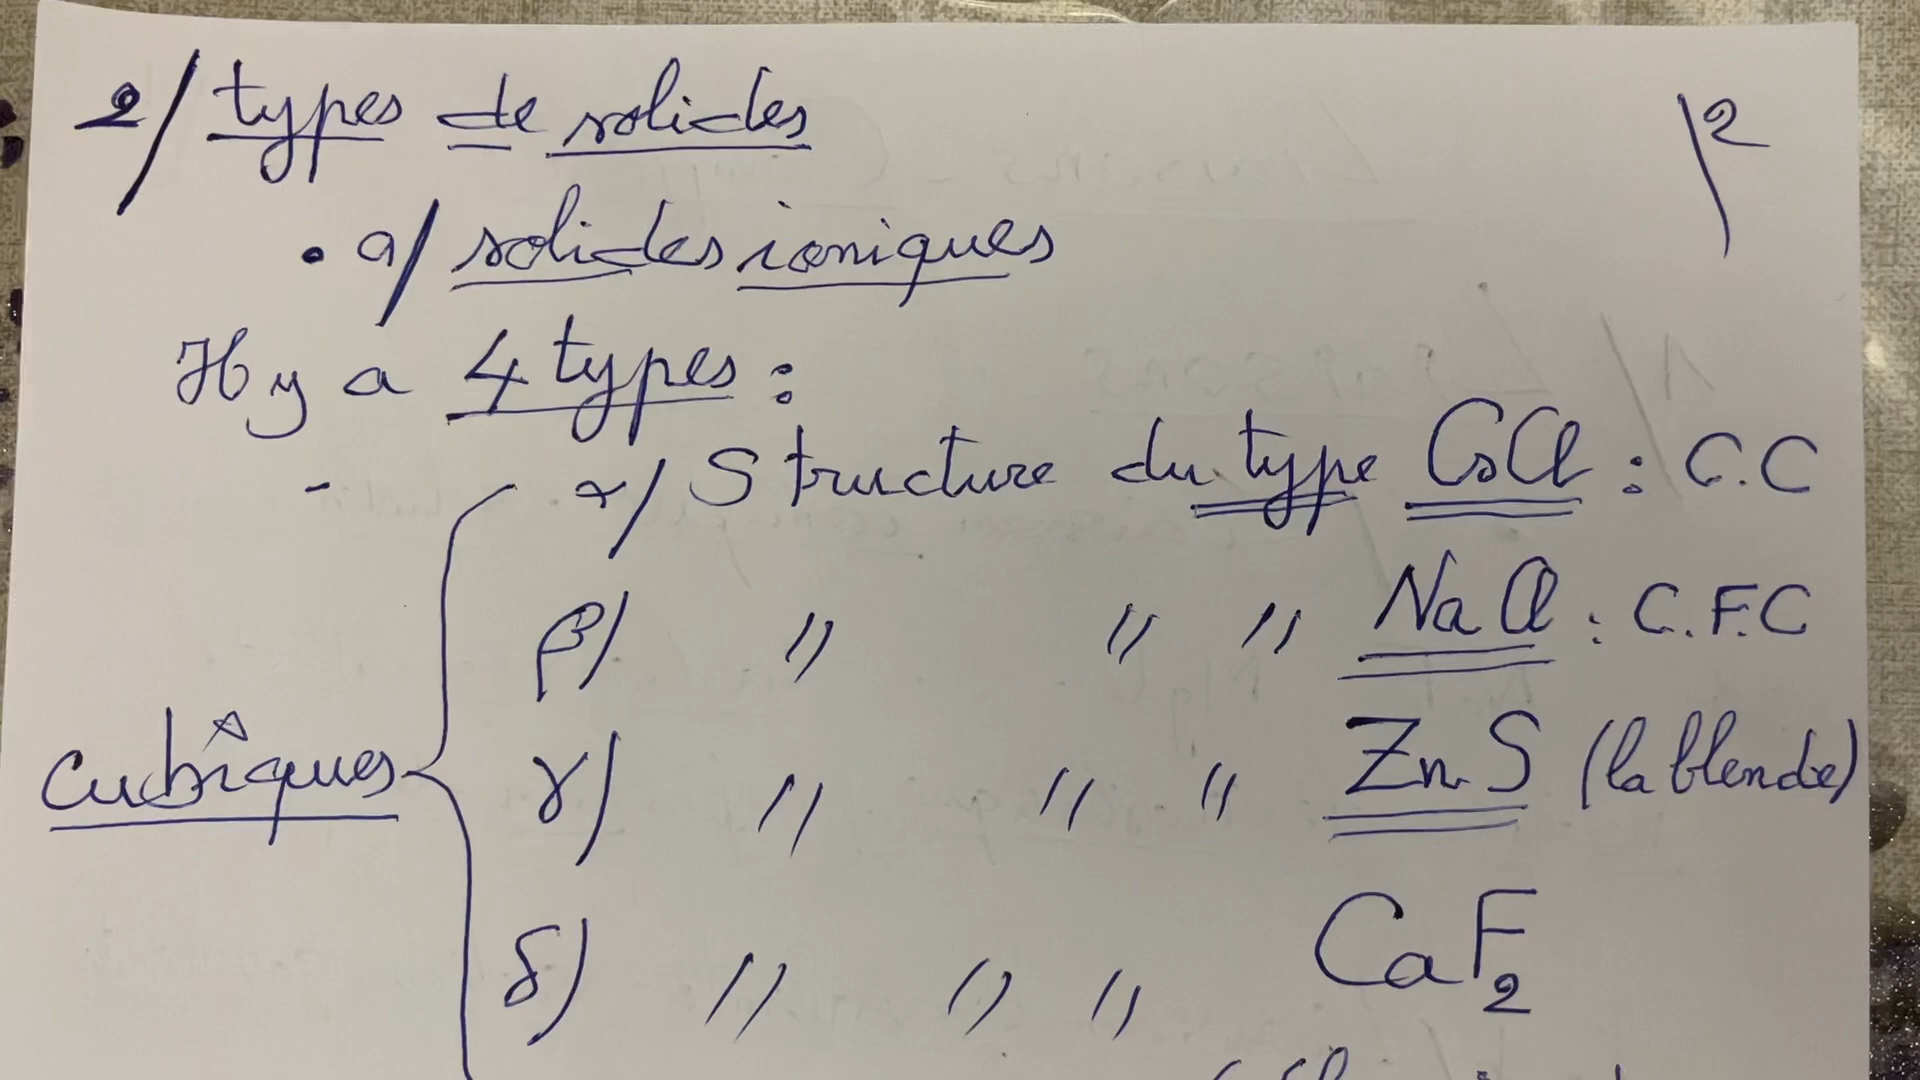 2/ types de solides
2
• a/ solides ioniques
Il y a 4 types :
- α/ Structure du type CsCl : C.C
β/ " " " NaCl : C.F.C
cubiques
γ/ " " " ZnS (la blende)
δ/ " " " CaF₂